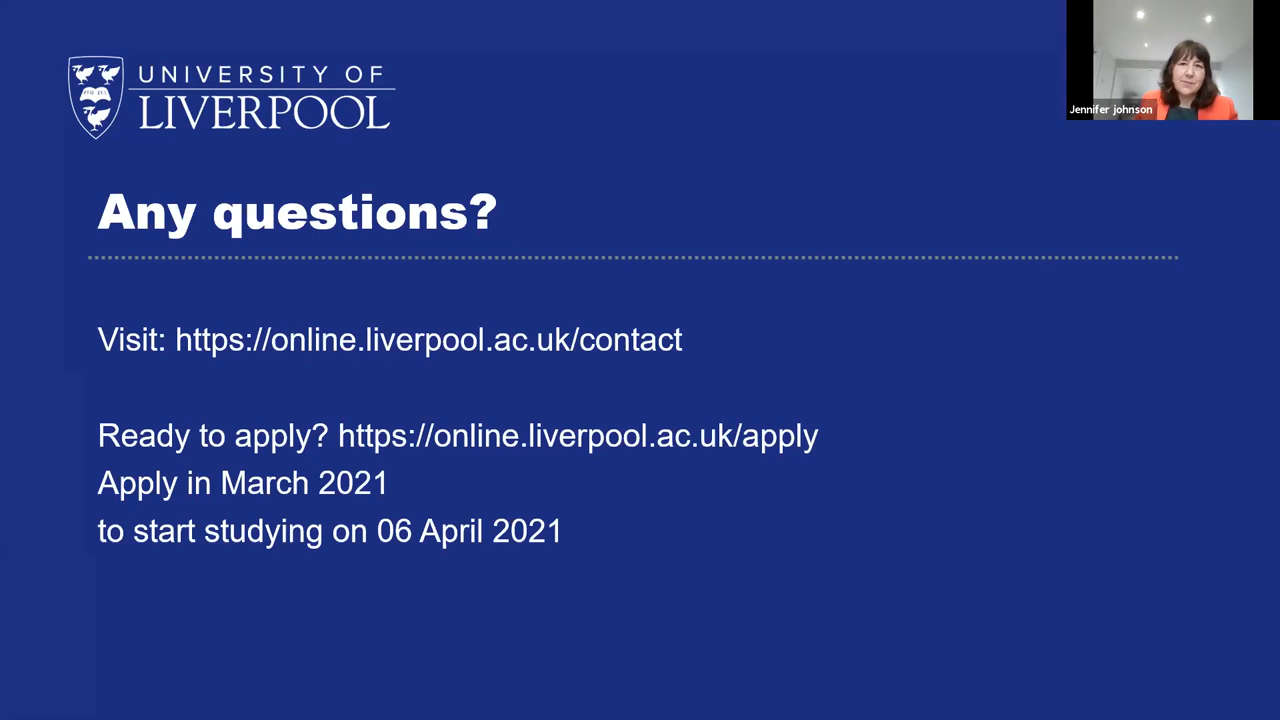 UNIVERSITY OF
LIVERPOOL
Jennifer johnson
Any questions?
Visit: https://online.liverpool.ac.uk/contact
Ready to apply? https://online.liverpool.ac.uk/apply
Apply in March 2021
to start studying on 06 April 2021